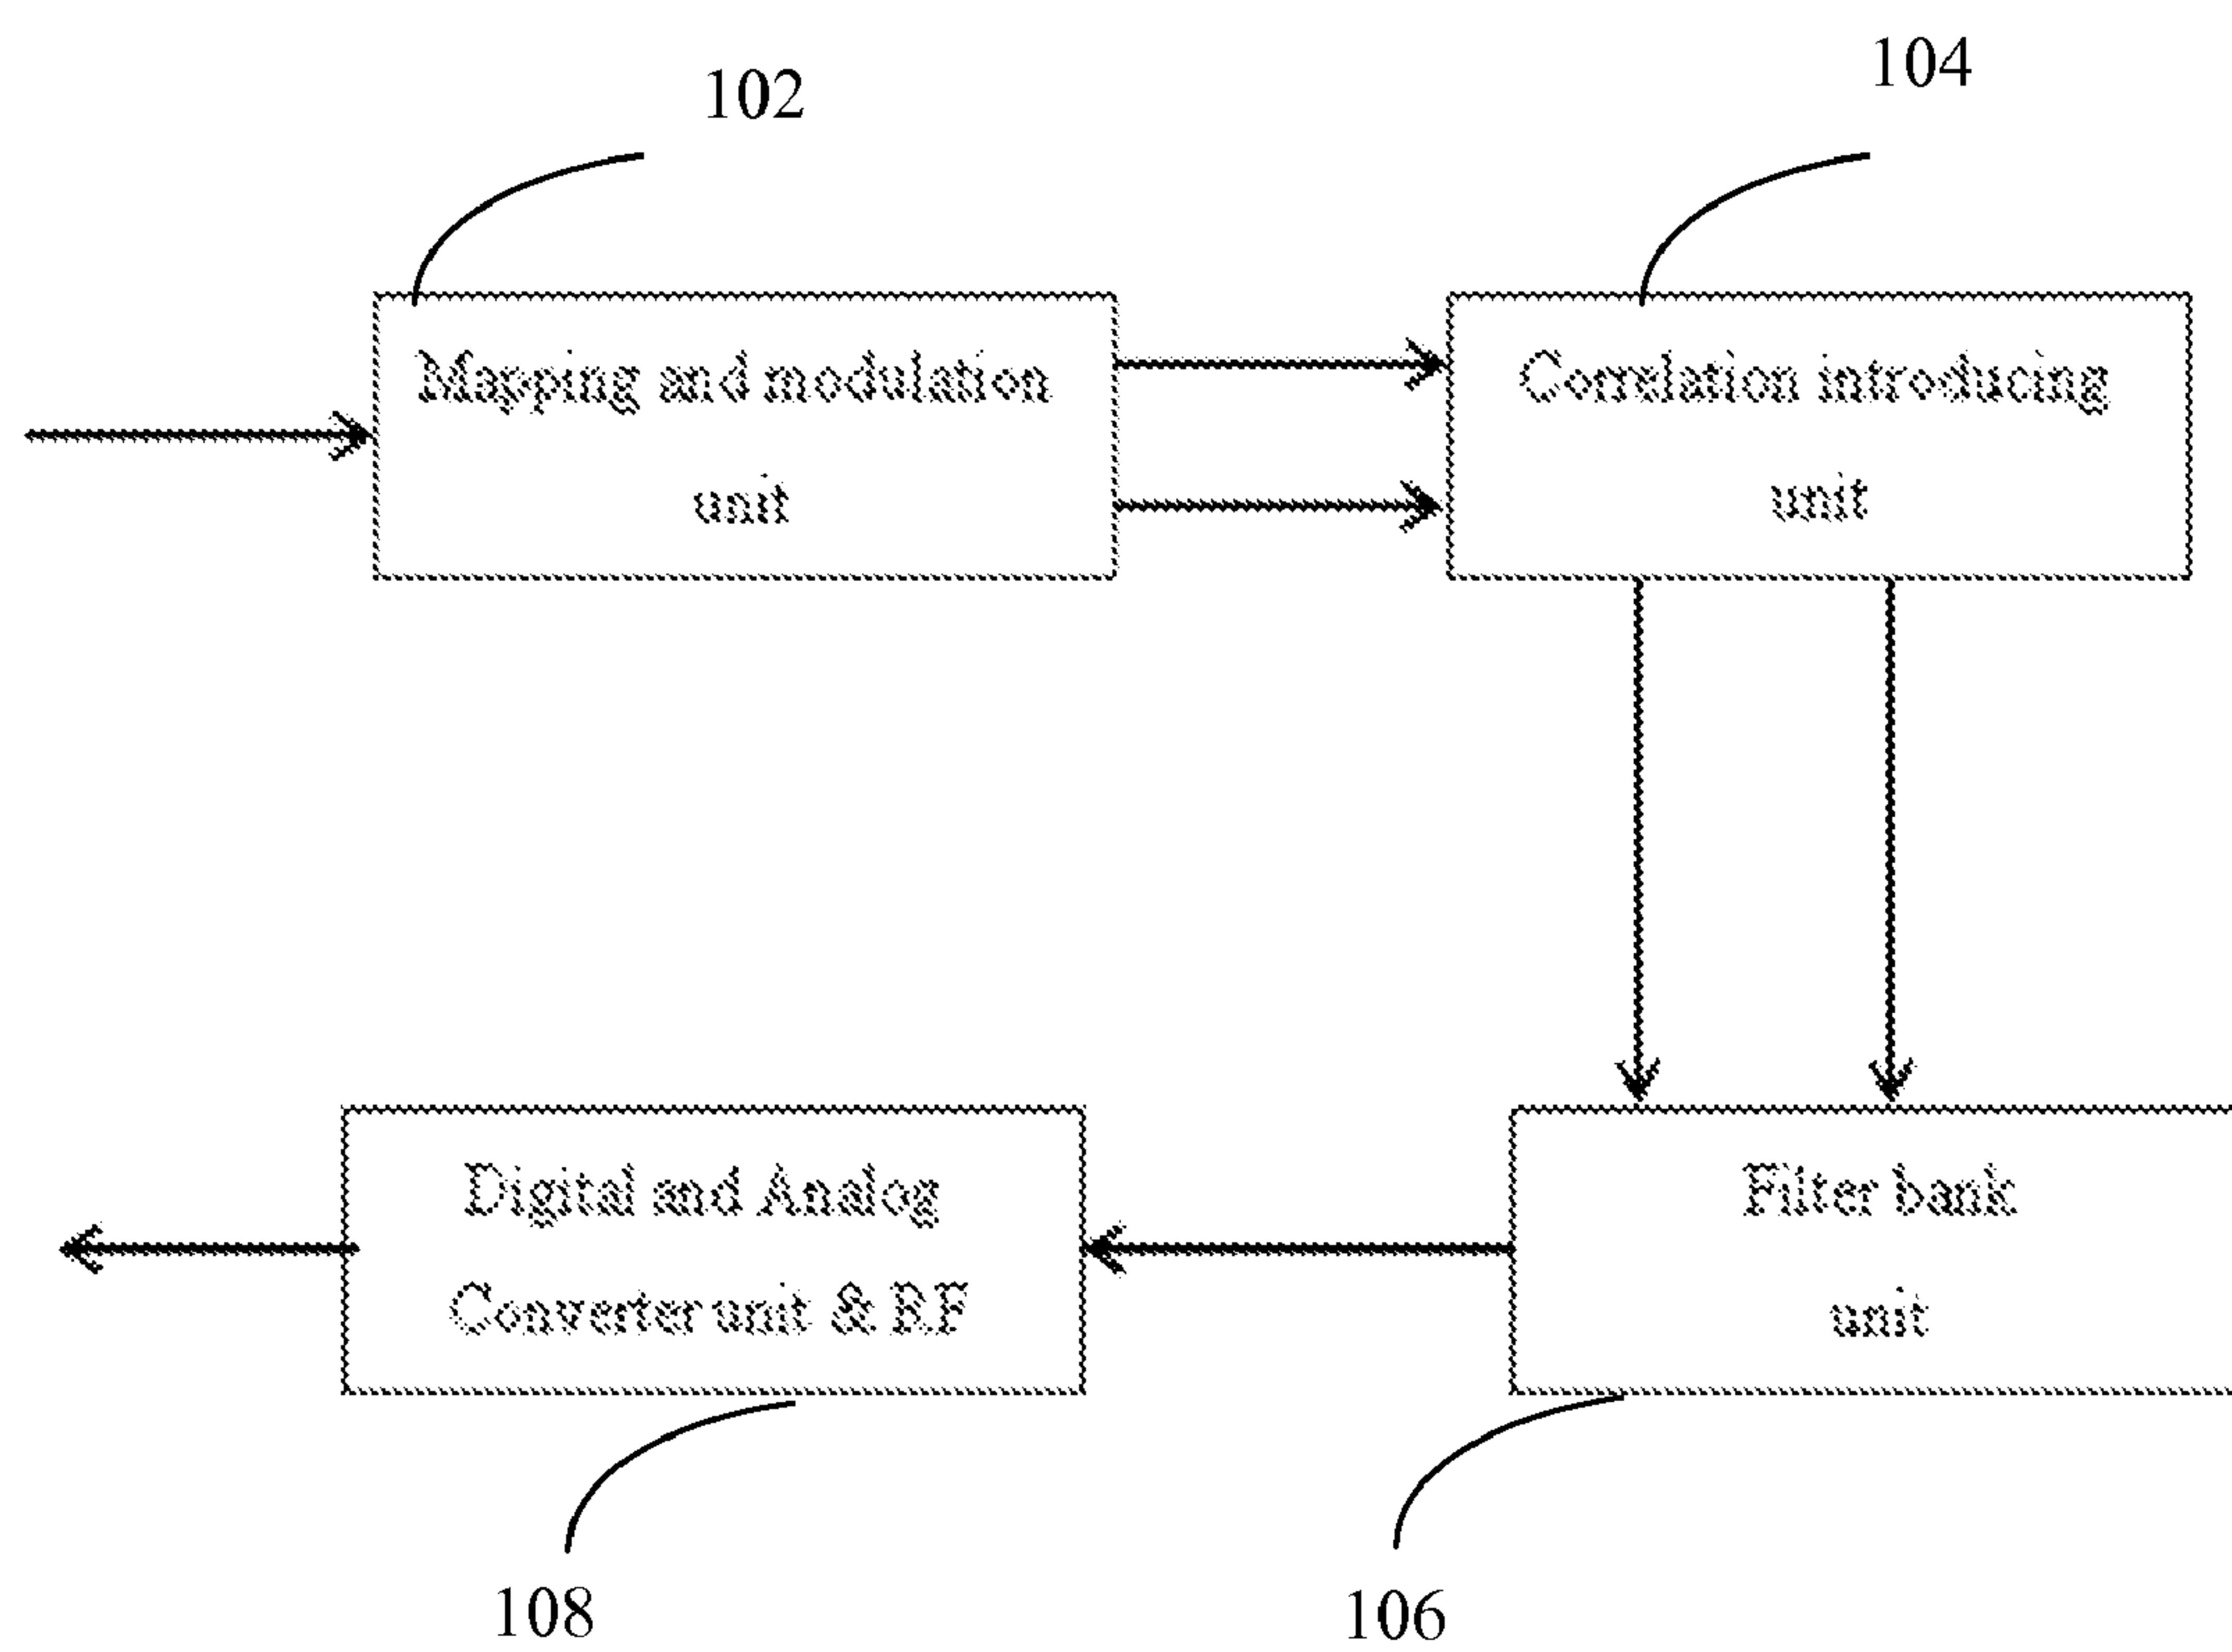 102
104
Mapping and modulation
unit
Correlation introducing
unit
Digital and Analog
Converter unit & RF
Filter bank
unit
108
106